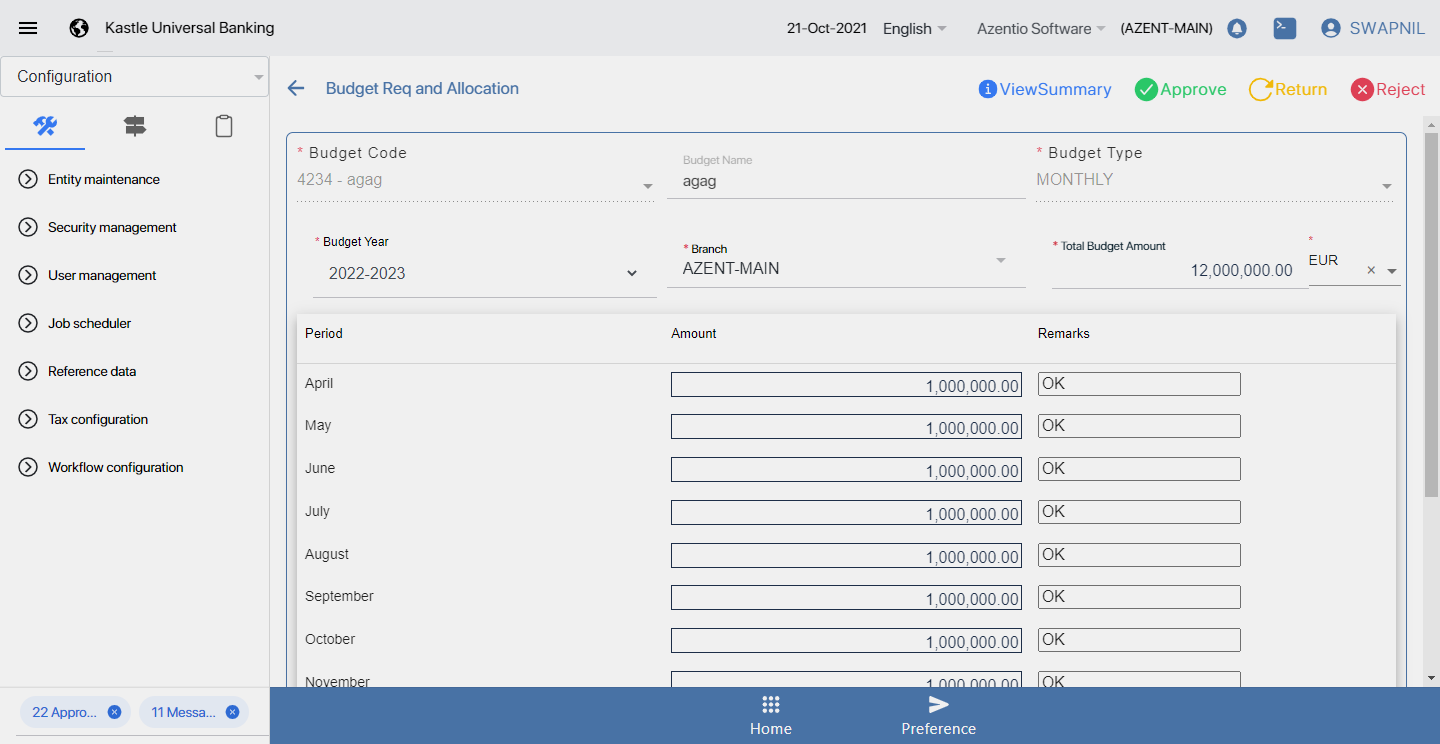 Kastle Universal Banking
21-Oct-2021 English Azentio Software (AZENT-MAIN) SWAPNIL
Configuration
Entity maintenance
Security management
User management
Job scheduler
Reference data
Tax configuration
Workflow configuration
22 Appro... 11 Messa...
Budget Req and Allocation
ViewSummary Approve Return Reject
* Budget Code
4234 - agag
Budget Name
agag
* Budget Type
MONTHLY
* Budget Year
2022-2023
* Branch
AZENT-MAIN
* Total Budget Amount
12,000,000.00
*
EUR ×
Period Amount Remarks
April 1,000,000.00 OK
May 1,000,000.00 OK
June 1,000,000.00 OK
July 1,000,000.00 OK
August 1,000,000.00 OK
September 1,000,000.00 OK
October 1,000,000.00 OK
November 1,000,000.00 OK
Home Preference